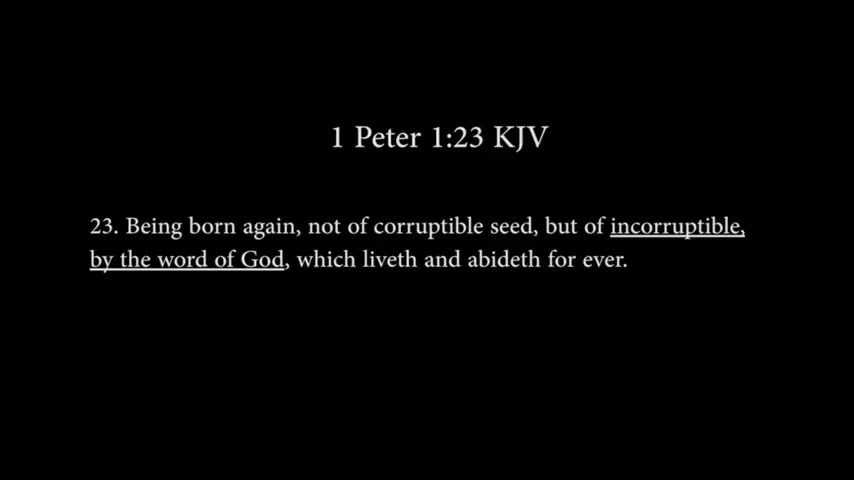 1 Peter 1:23 KJV
23. Being born again, not of corruptible seed, but of incorruptible,
by the word of God, which liveth and abideth for ever.